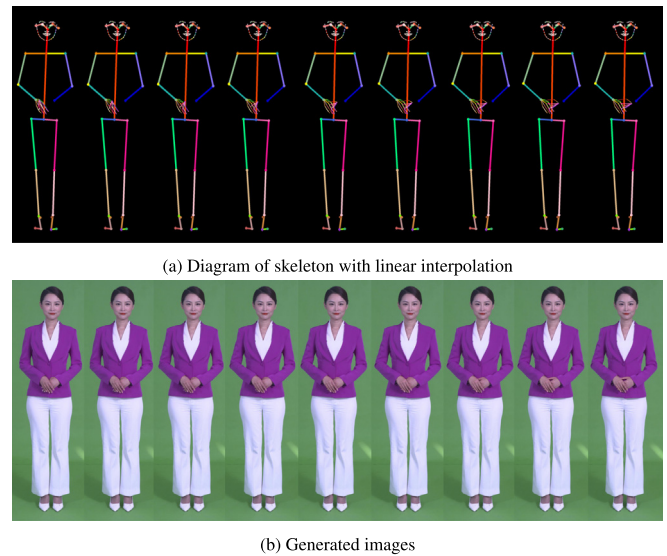 (a) Diagram of skeleton with linear interpolation
(b) Generated images